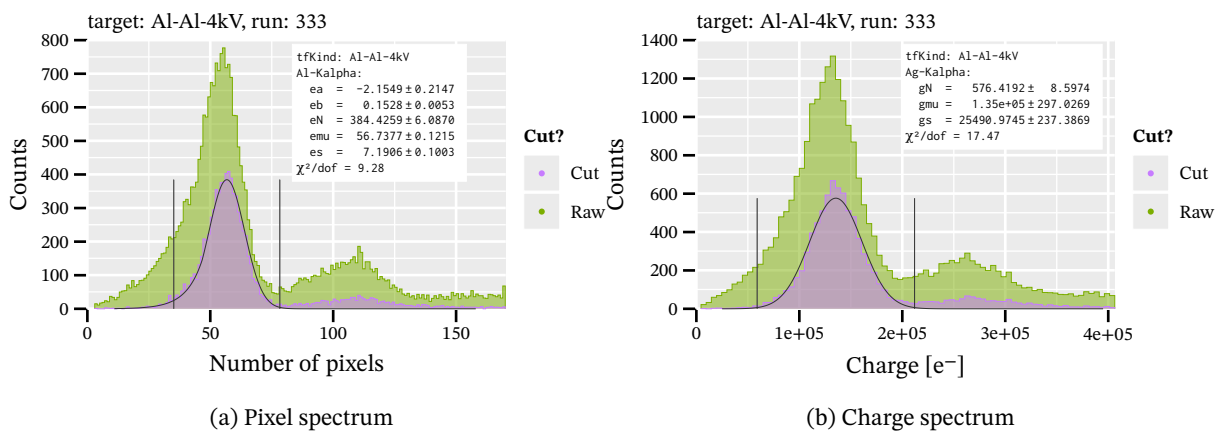 target: Al-Al-4kV, run: 333
800
700
600
500
400
300
200
100
0
Counts
0
50
100
150
Number of pixels
tfKind: Al-Al-4kV
Al-Kalpha:
ea = -2.1549 ± 0.2147
eb = 0.1528 ± 0.0053
eN = 384.4259 ± 6.0870
emu = 56.7377 ± 0.1215
es = 7.1906 ± 0.1003
χ²/dof = 9.28
Cut?
Cut
Raw
(a) Pixel spectrum
target: Al-Al-4kV, run: 333
1400
1200
1000
800
600
400
200
0
Counts
0
1e+05
2e+05
3e+05
4e+05
Charge [e⁻]
tfKind: Al-Al-4kV
Ag-Kalpha:
gN = 576.4192 ± 8.5974
gmu = 1.35e+05 ± 297.0269
gs = 25490.9745 ± 237.3869
χ²/dof = 17.47
Cut?
Cut
Raw
(b) Charge spectrum